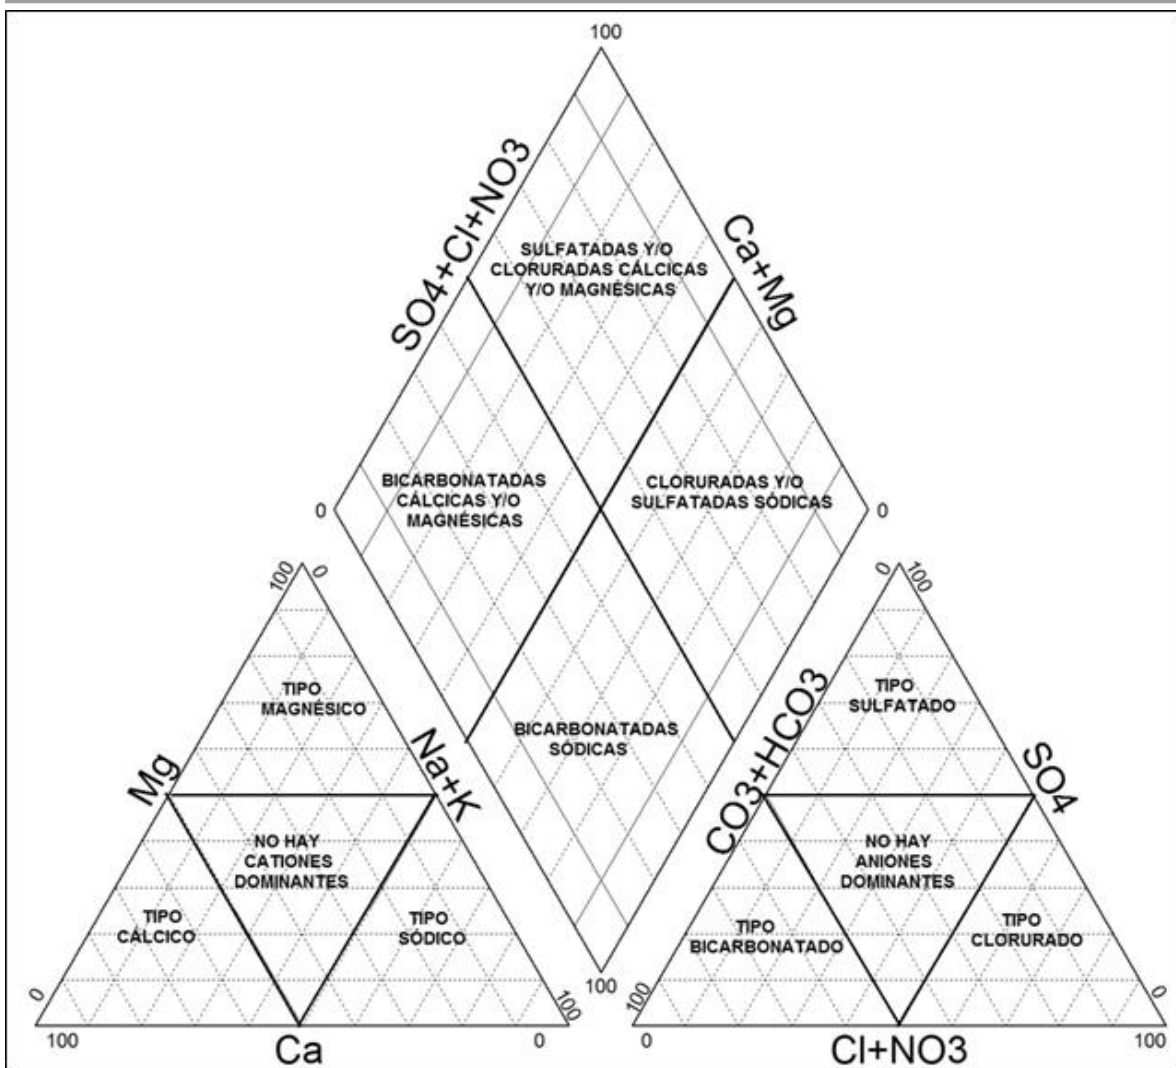 100
SO4+Cl+NO3
Ca+Mg
SULFATADAS Y/O
CLORURADAS CÁLCICAS
Y/O MAGNÉSICAS
BICARBONATADAS
CÁLCICAS Y/O
MAGNÉSICAS
CLORURADAS Y/O
SULFATADAS SÓDICAS
0
0
BICARBONATADAS
SÓDICAS
100
100
0
TIPO
MAGNÉSICO
Mg
Na+K
NO HAY
CATIONES
DOMINANTES
TIPO
CÁLCICO
TIPO
SÓDICO
0
100
100
Ca
0
0
100
TIPO
SULFATADO
CO3+HCO3
SO4
NO HAY
ANIONES
DOMINANTES
TIPO
BICARBONATADO
TIPO
CLORURADO
100
0
0
Cl+NO3
100